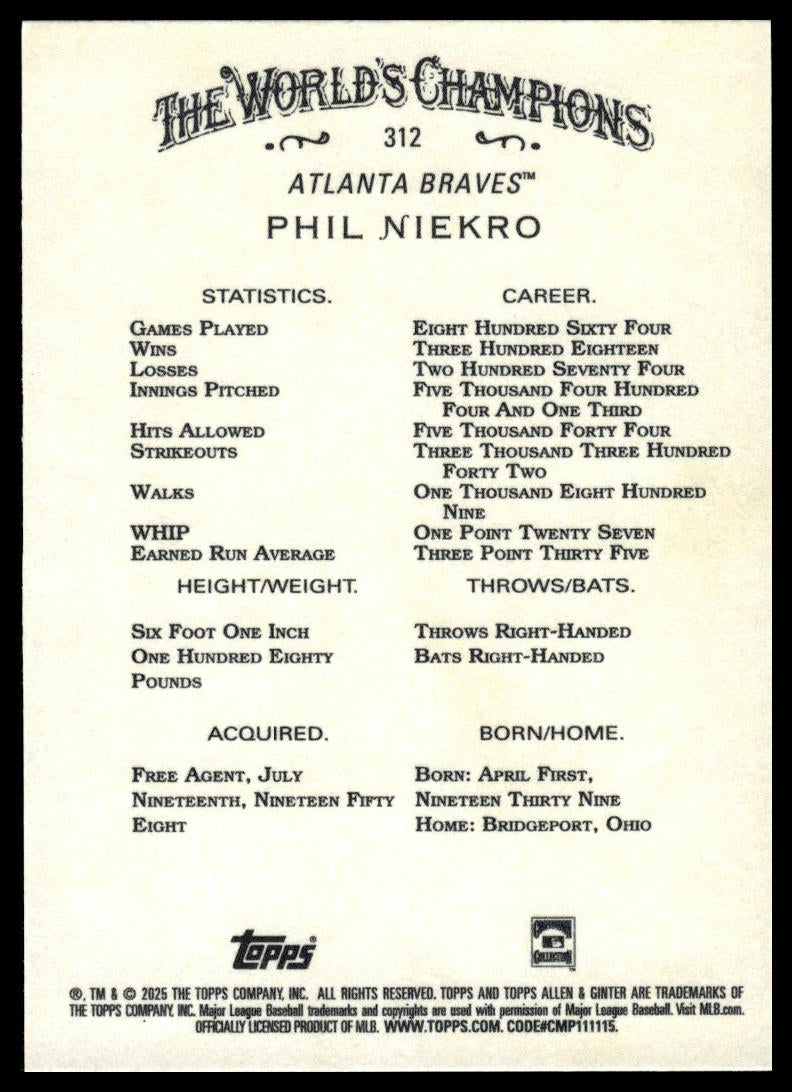 THE WORLD'S CHAMPIONS
312
ATLANTA BRAVES™
PHIL NIEKRO
STATISTICS. CAREER.
GAMES PLAYED EIGHT HUNDRED SIXTY FOUR
WINS THREE HUNDRED EIGHTEEN
LOSSES TWO HUNDRED SEVENTY FOUR
INNINGS PITCHED FIVE THOUSAND FOUR HUNDRED
FOUR AND ONE THIRD
HITS ALLOWED FIVE THOUSAND FORTY FOUR
STRIKEOUTS THREE THOUSAND THREE HUNDRED
FORTY TWO
WALKS ONE THOUSAND EIGHT HUNDRED
NINE
WHIP ONE POINT TWENTY SEVEN
EARNED RUN AVERAGE THREE POINT THIRTY FIVE
HEIGHT/WEIGHT. THROWS/BATS.
SIX FOOT ONE INCH THROWS RIGHT-HANDED
ONE HUNDRED EIGHTY BATS RIGHT-HANDED
POUNDS
ACQUIRED. BORN/HOME.
FREE AGENT, JULY BORN: APRIL FIRST,
NINETEENTH, NINETEEN FIFTY NINETEEN THIRTY NINE
EIGHT HOME: BRIDGEPORT, OHIO
topps®
COOPERSTOWN
COLLECTION™
®, TM & © 2025 THE TOPPS COMPANY, INC. ALL RIGHTS RESERVED. TOPPS AND TOPPS ALLEN & GINTER ARE TRADEMARKS OF
THE TOPPS COMPANY, INC. Major League Baseball trademarks and copyrights are used with permission of Major League Baseball. Visit MLB.com.
OFFICIALLY LICENSED PRODUCT OF MLB. WWW.TOPPS.COM. CODE#CMP111115.